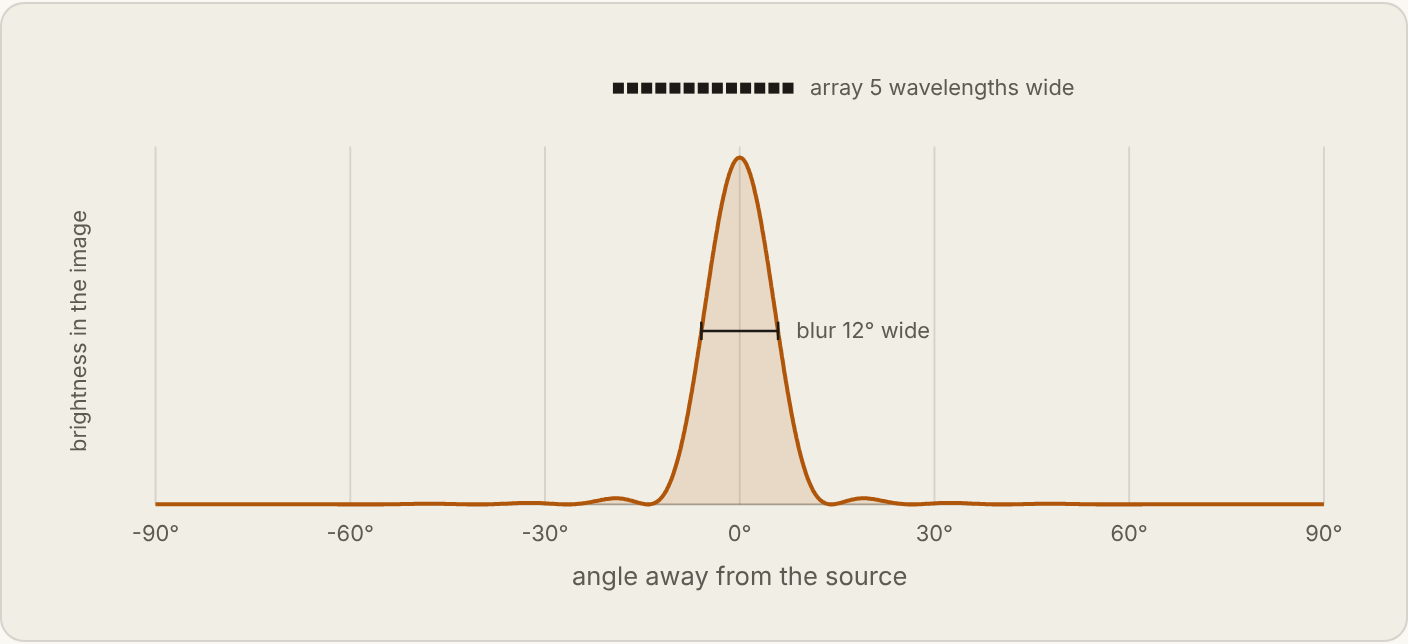 array 5 wavelengths wide
brightness in the image
blur 12° wide
-90°
-60°
-30°
0°
30°
60°
90°
angle away from the source